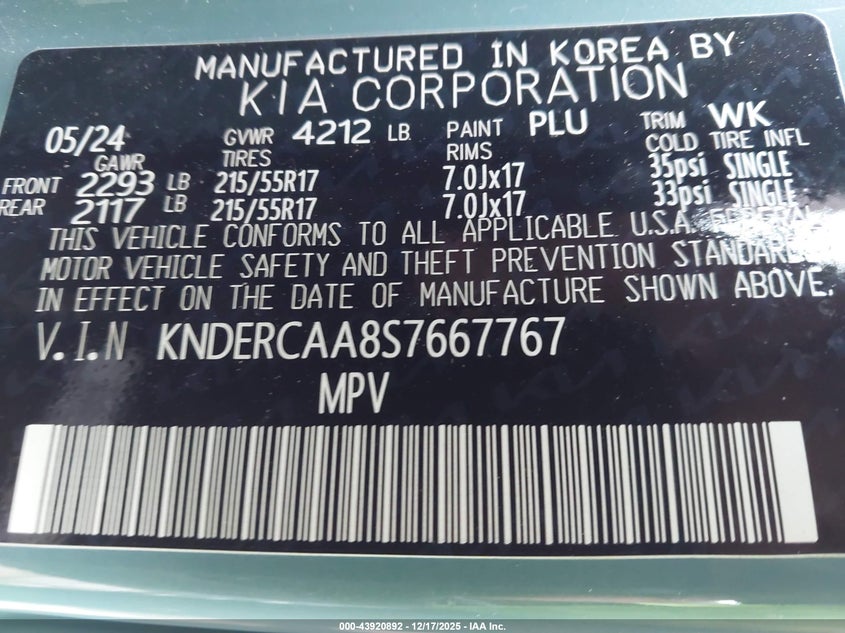 MANUFACTURED IN KOREA BY
KIA CORPORATION
05/24 GVWR 4212 LB PAINT PLU TRIM WK
GAWR TIRES RIMS COLD TIRE INFL
FRONT 2293 LB 215/55R17 7.0Jx17 35psi SINGLE
REAR 2117 LB 215/55R17 7.0Jx17 33psi SINGLE
THIS VEHICLE CONFORMS TO ALL APPLICABLE U.S.A. FEDERAL
MOTOR VEHICLE SAFETY AND THEFT PREVENTION STANDARDS
IN EFFECT ON THE DATE OF MANUFACTURE SHOWN ABOVE.
V.I.N KNDERCAA8S7667767
MPV
000-43920892 - 12/17/2025 - IAA Inc.